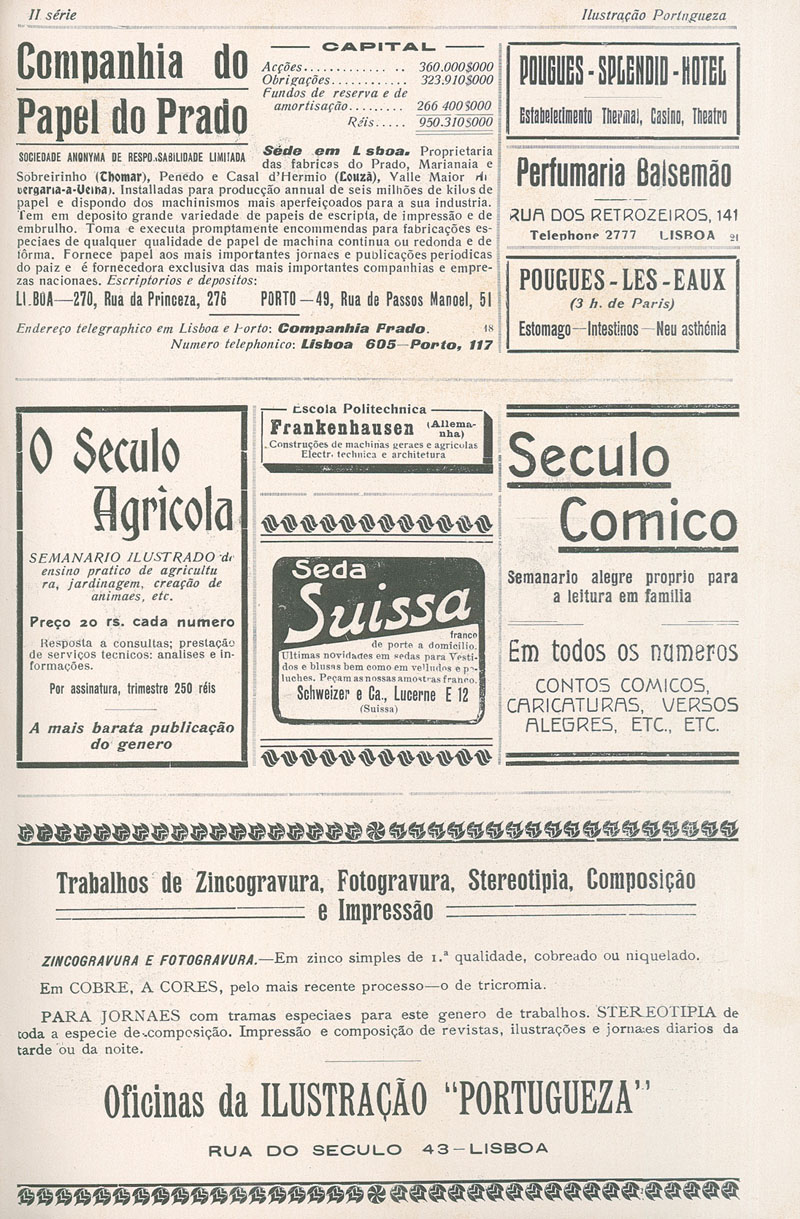 II série
Ilustração Portugueza
Companhia do
Papel do Prado
SOCIEDADE ANONYMA DE RESPO.SABILIDADE LIMITADA
CAPITAL
Acções............ .. 360.000$000
Obrigações........... 323.910$000
Fundos de reserva e de
amortisação......... 266 400$000
Réis..... 950.310$000
Séde em L sboa. Proprietaria
das fabricas do Prado, Marianaia e
Sobreirinho (Thomar), Penedo e Casal d'Hermio (Louzã), Valle Maior
Installadas para producção annual de seis milhões de kilos de
papel e dispondo dos machinismos mais aperfeiçoados para a sua industria.
Tem em deposito grande variedade de papeis de escripta, de impressão e de
embrulho. Toma e executa promptamente encommendas para fabricações es-
peciaes de qualquer qualidade de papel de machina continua ou redonda e de
fôrma. Fornece papel aos mais importantes jornaes e publicações periodicas
do paiz e é fornecedora exclusiva das mais importantes companhias e empre-
zas nacionaes. Escriptorios e depositos:
LI.BOA—270, Rua da Princeza, 276 PORTO—49, Rua de Passos Manoel, 51
Endereço telegraphico em Lisboa e Porto: Companhia Prado. 18
Numero telephonico: Lisboa 605—Porto, 117
POUGUES-SPLENDID-HOTEL
Estabelecimento Thermal, Casino, Theatro
Perfumaria Balsemão
RUA DOS RETROZEIROS, 141
Telephone 2777 LISBOA 21
POUGUES-LES-EAUX
(3 h. de Paris)
Estomago—Intestinos—Neu asthénia
O Seculo
Agricola
SEMANARIO ILUSTRADO de
ensino pratico de agricultu
ra, jardinagem, creação de
animaes, etc.
Preço 20 rs. cada numero
Resposta a consultas; prestação
de serviços tecnicos: analises e in-
formações.
Por assinatura, trimestre 250 réis
A mais barata publicação
do genero
Escola Politechnica
Frankenhausen (Allema-
nha)
Construções de machinas geraes e agricolas
Electr. technica e architetura
Seda
Suissa
franco
de porte a domicilio.
Ultimas novidades em sedas para Vesti-
dos e blusas bem como em velludos e pe-
luches. Peçam as nossas amostras franco.
Schweizer e Ca., Lucerne E 12
(Suissa)
Seculo
Comico
Semanario alegre proprio para
a leitura em familia
Em todos os numeros
CONTOS COMICOS,
CARICATURAS, VERSOS
ALEGRES, ETC., ETC.
Trabalhos de Zincogravura, Fotogravura, Stereotipia, Composição
e Impressão
ZINCOGRAVURA E FOTOGRAVURA.—Em zinco simples de 1.ª qualidade, cobreado ou niquelado.
Em COBRE, A CORES, pelo mais recente processo—o de tricromia.
PARA JORNAES com tramas especiaes para este genero de trabalhos. STEREOTIPIA de
toda a especie de composição. Impressão e composição de revistas, ilustrações e jornaes diarios da
tarde ou da noite.
Oficinas da ILUSTRAÇÃO "PORTUGUEZA"
RUA DO SECULO 43—LISBOA